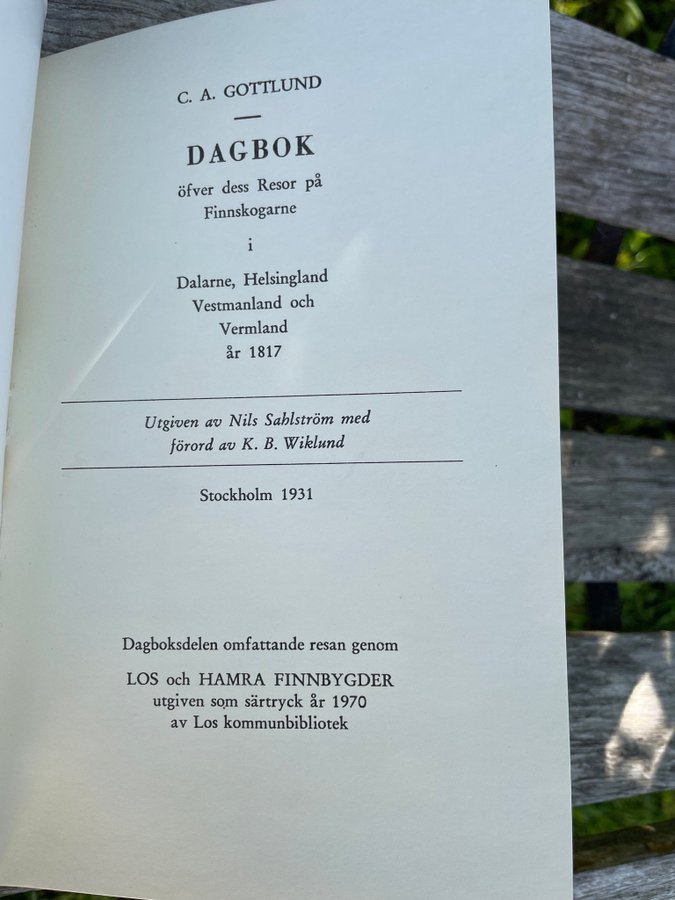 C. A. GOTTLUND
DAGBOK
öfver dess Resor på
Finnskogarne
i
Dalarne, Helsingland
Vestmanland och
Vermland
år 1817
Utgiven av Nils Sahlström med
förord av K. B. Wiklund
Stockholm 1931
Dagboksdelen omfattande resan genom
LOS och HAMRA FINNBYGDER
utgiven som särtryck år 1970
av Los kommunbibliotek